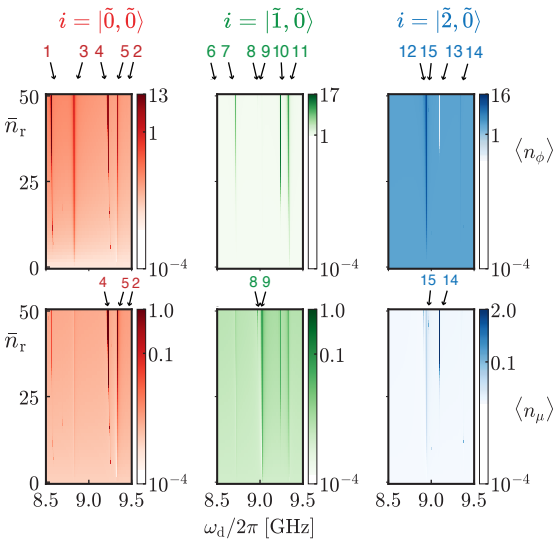 i = |0̃, 0̃⟩ i = |1̃, 0̃⟩ i = |2̃, 0̃⟩
1 3 4 5 2 6 7 8 9 10 11 12 15 13 14
50 13 17 16
n̄r 1 1 1 ⟨nϕ⟩
25
0 10−4 10−4 10−4
4 5 2 8 9 15 14
50 1.0 1.0 2.0
n̄r 0.1 0.1 0.1
25 ⟨nμ⟩
0 10−4 10−4 10−4
8.5 9.0 9.5 8.5 9.0 9.5 8.5 9.0 9.5
ωd/2π [GHz]